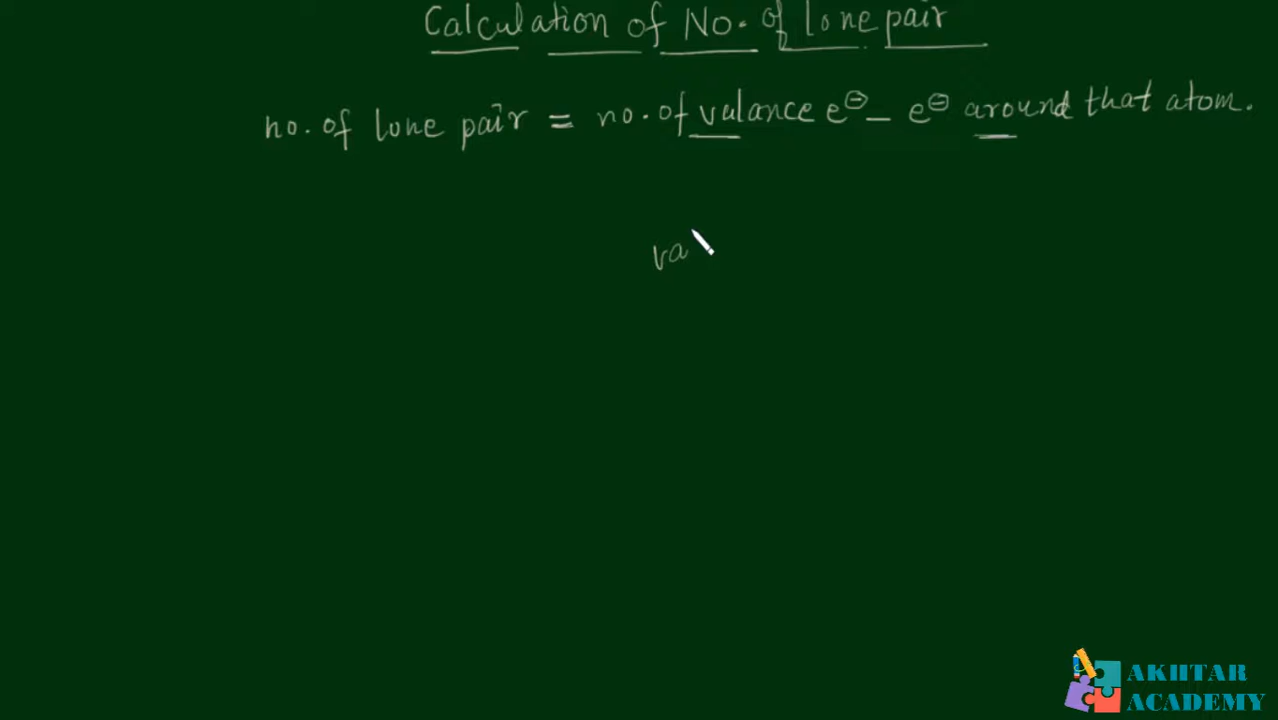 Calculation of No. of lone pair
no. of lone pair = no. of valance e⊖ – e⊖ around that atom.
va
AKHTAR
ACADEMY